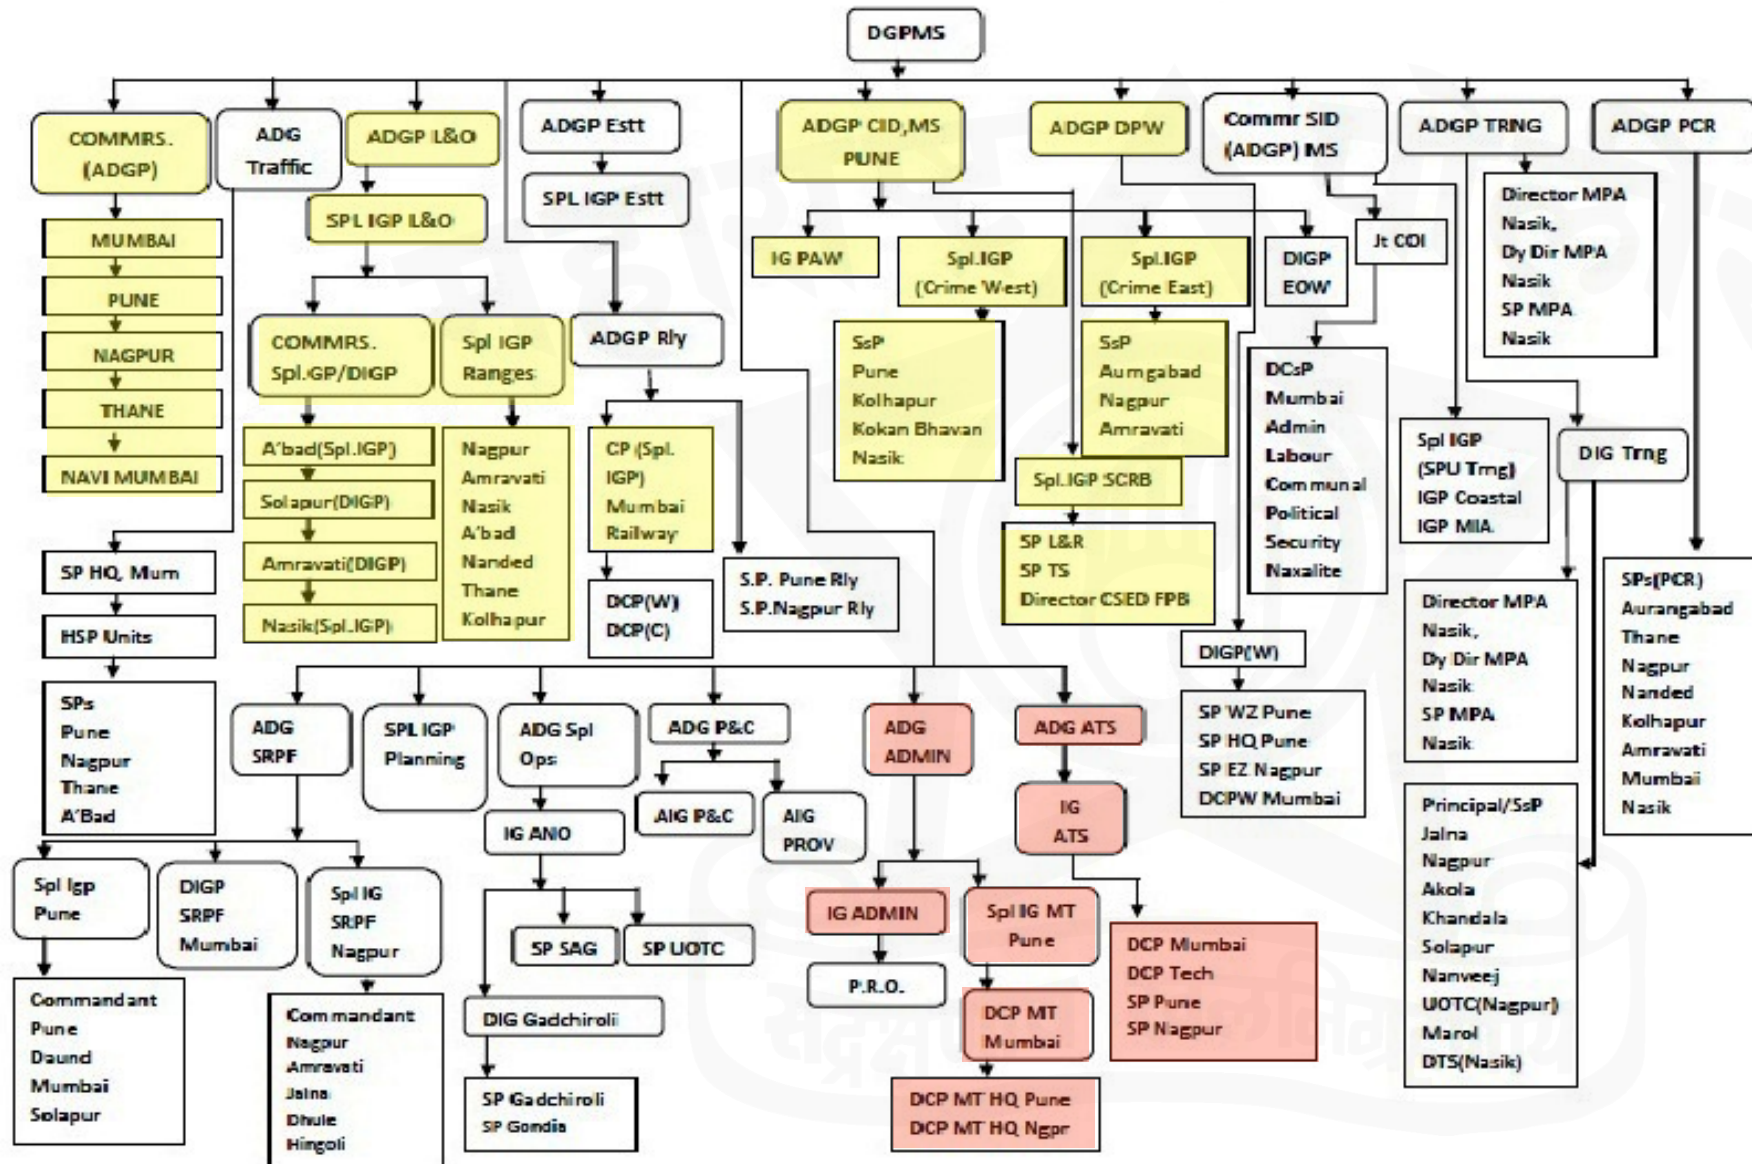 DGPMS
COMMRS.
(ADGP)
MUMBAI
PUNE
NAGPUR
THANE
NAVI MUMBAI
ADG
Traffic
SP HQ, Mum
HSP Units
SPs
Pune
Nagpur
Thane
A'Bad
ADGP L&O
SPL IGP L&O
COMMRS.
Spl.IGP/DIGP
A'bad(Spl.IGP)
Solapur(DIGP)
Amravati(DIGP)
Nasik(Spl.IGP)
Spl IGP
Ranges
Nagpur
Amravati
Nasik
A'bad
Nanded
Thane
Kolhapur
ADGP Estt
SPL IGP Estt
ADGP Rly
CP (Spl.
IGP)
Mumbai
Railway
DCP(W)
DCP(C)
S.P. Pune Rly
S.P.Nagpur Rly
ADGP CID,MS
PUNE
IG PAW
Spl.IGP
(Crime West)
SsP
Pune
Kolhapur
Kokan Bhavan
Nasik
Spl.IGP
(Crime East)
SsP
Aurngabad
Nagpur
Amravati
DIGP
EOW
Spl.IGP SCRB
SP L&R
SP TS
Director CSIED FPB
ADGP DPW
DIGP(W)
SP WZ Pune
SP HQ Pune
SP EZ Nagpur
DCPW Mumbai
Commr SID
(ADGP) MS
Jt COI
DCsP
Mumbai
Admin
Labour
Communal
Political
Security
Naxalite
Spl IGP
(SPU Trng)
IGP Coastal
IGP MIA
ADGP TRNG
Director MPA
Nasik,
Dy Dir MPA
Nasik
SP MPA
Nasik
DIG Trng
Director MPA
Nasik,
Dy Dir MPA
Nasik
SP MPA
Nasik
Principal/SsP
Jalna
Nagpur
Akola
Khandala
Solapur
Nanveej
UOTC(Nagpur)
Marol
DTS(Nasik)
ADGP PCR
SPs(PCR)
Aurangabad
Thane
Nagpur
Nanded
Kolhapur
Amravati
Mumbai
Nasik
ADG
SRPF
Spl Igp
Pune
Commandant
Pune
Daund
Mumbai
Solapur
DIGP
SRPF
Mumbai
Spl IG
SRPF
Nagpur
Commandant
Nagpur
Amravati
Jalna
Dhule
Hingoli
SPL IGP
Planning
ADG Spl
Ops
IG ANO
SP SAG
SP UOTC
DIG Gadchiroli
SP Gadchiroli
SP Gondia
ADG P&C
AIG P&C
AIG
PROV
ADG
ADMIN
IG ADMIN
P.R.O.
Spl IG MT
Pune
DCP MT
Mumbai
DCP MT HQ Pune
DCP MT HQ Ngpr
ADG ATS
IG
ATS
DCP Mumbai
DCP Tech
SP Pune
SP Nagpur